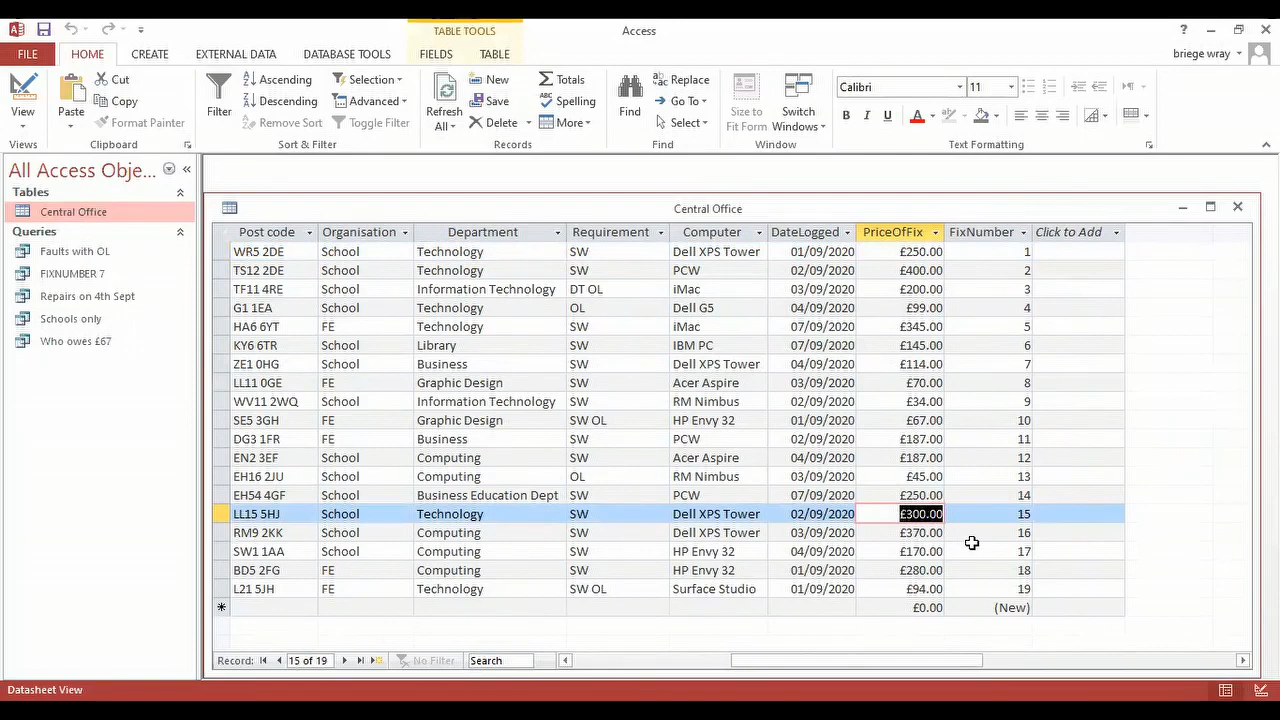 Access
TABLE TOOLS
?
FILE
HOME
CREATE
EXTERNAL DATA
DATABASE TOOLS
FIELDS
TABLE
briege wray
View
Views
Paste
Cut
Copy
Format Painter
Clipboard
Filter
Ascending
Descending
Remove Sort
Selection
Advanced
Toggle Filter
Sort & Filter
Refresh
All
New
Save
Delete
Totals
Spelling
More
Records
Find
Replace
Go To
Select
Find
Size to
Fit Form
Switch
Windows
Window
Calibri
11
B I U A
Text Formatting
All Access Obje...
Tables
Central Office
Queries
Faults with OL
FIXNUMBER 7
Repairs on 4th Sept
Schools only
Who owes £67
Central Office
Post code Organisation Department Requirement Computer DateLogged PriceOfFix FixNumber Click to Add
WR5 2DE School Technology SW Dell XPS Tower 01/09/2020 £250.00 1
TS12 2DE School Technology SW PCW 02/09/2020 £400.00 2
TF11 4RE School Information Technology DT OL iMac 03/09/2020 £200.00 3
G1 1EA School Technology OL Dell G5 04/09/2020 £99.00 4
HA6 6YT FE Technology SW iMac 07/09/2020 £345.00 5
KY6 6TR School Library SW IBM PC 07/09/2020 £145.00 6
ZE1 0HG School Business SW Dell XPS Tower 07/09/2020 £114.00 7
LL11 0GE FE Graphic Design SW Acer Aspire 03/09/2020 £70.00 8
WV11 2WQ School Information Technology SW RM Nimbus 03/09/2020 £34.00 9
SE5 3GH FE Graphic Design SW OL HP Envy 32 01/09/2020 £67.00 10
DG3 1FR FE Business SW PCW 02/09/2020 £187.00 11
EN2 3EF School Computing SW Acer Aspire 04/09/2020 £187.00 12
EH16 2JU School Computing OL RM Nimbus 03/09/2020 £45.00 13
EH54 4GF School Business Education Dept SW PCW 07/09/2020 £250.00 14
LL15 5HJ School Technology SW Dell XPS Tower 02/09/2020 £300.00 15
RM9 2KK School Computing SW Dell XPS Tower 03/09/2020 £370.00 16
SW1 1AA School Computing SW HP Envy 32 04/09/2020 £170.00 17
BD5 2FG FE Computing SW HP Envy 32 01/09/2020 £280.00 18
L21 5JH FE Technology SW OL Surface Studio 01/09/2020 £94.00 19
£0.00 (New)
Record: 15 of 19 No Filter Search
Datasheet View